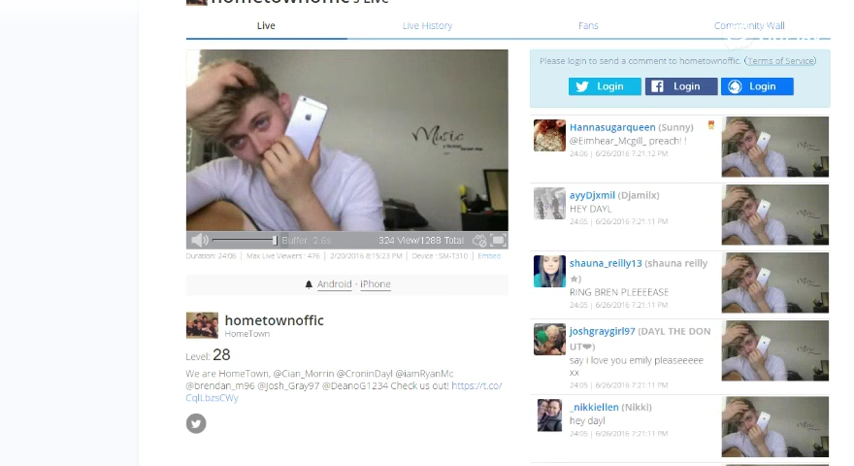 hometownoffic's Live
Live
Live History
Fans
Community Wall
Music
Buffer 2.6s
324 View/1288 Total
Duration: 24:06 | Max Live Viewers : 476 | 2/20/2016 8:15:23 PM | Device : SM-T310 | Embed
Android - iPhone
hometownoffic
HomeTown
Level: 28
We are HomeTown, @Cian_Morrin @CroninDayl @iamRyanMc
@brendan_m96 @Josh_Gray97 @DeanoG1234 Check us out! https://t.co/
CqlLbzsCWy
Please login to send a comment to hometownoffic. (Terms of Service)
Login
Login
Login
Hannasugarqueen (Sunny)
@Eimhear_Mcgill_ preach! !
24:06 | 6/26/2016 7:21:12 PM
ayyDjxmil (Djamilx)
HEY DAYL
24:05 | 6/26/2016 7:21:11 PM
shauna_reilly13 (shauna reilly
★)
RING BREN PLEEEEASE
24:05 | 6/26/2016 7:21:11 PM
joshgraygirl97 (DAYL THE DON
UT❤)
say i love you emily pleaseeeee
xx
24:05 | 6/26/2016 7:21:11 PM
_nikkiellen (Nikki)
hey dayl
24:05 | 6/26/2016 7:21:11 PM